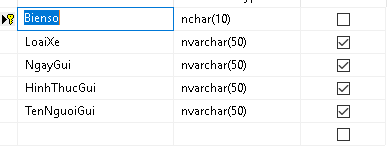 Bienso nchar(10)
LoaiXe nvarchar(50)
NgayGui nvarchar(50)
HinhThucGui nvarchar(50)
TenNguoiGui nvarchar(50)